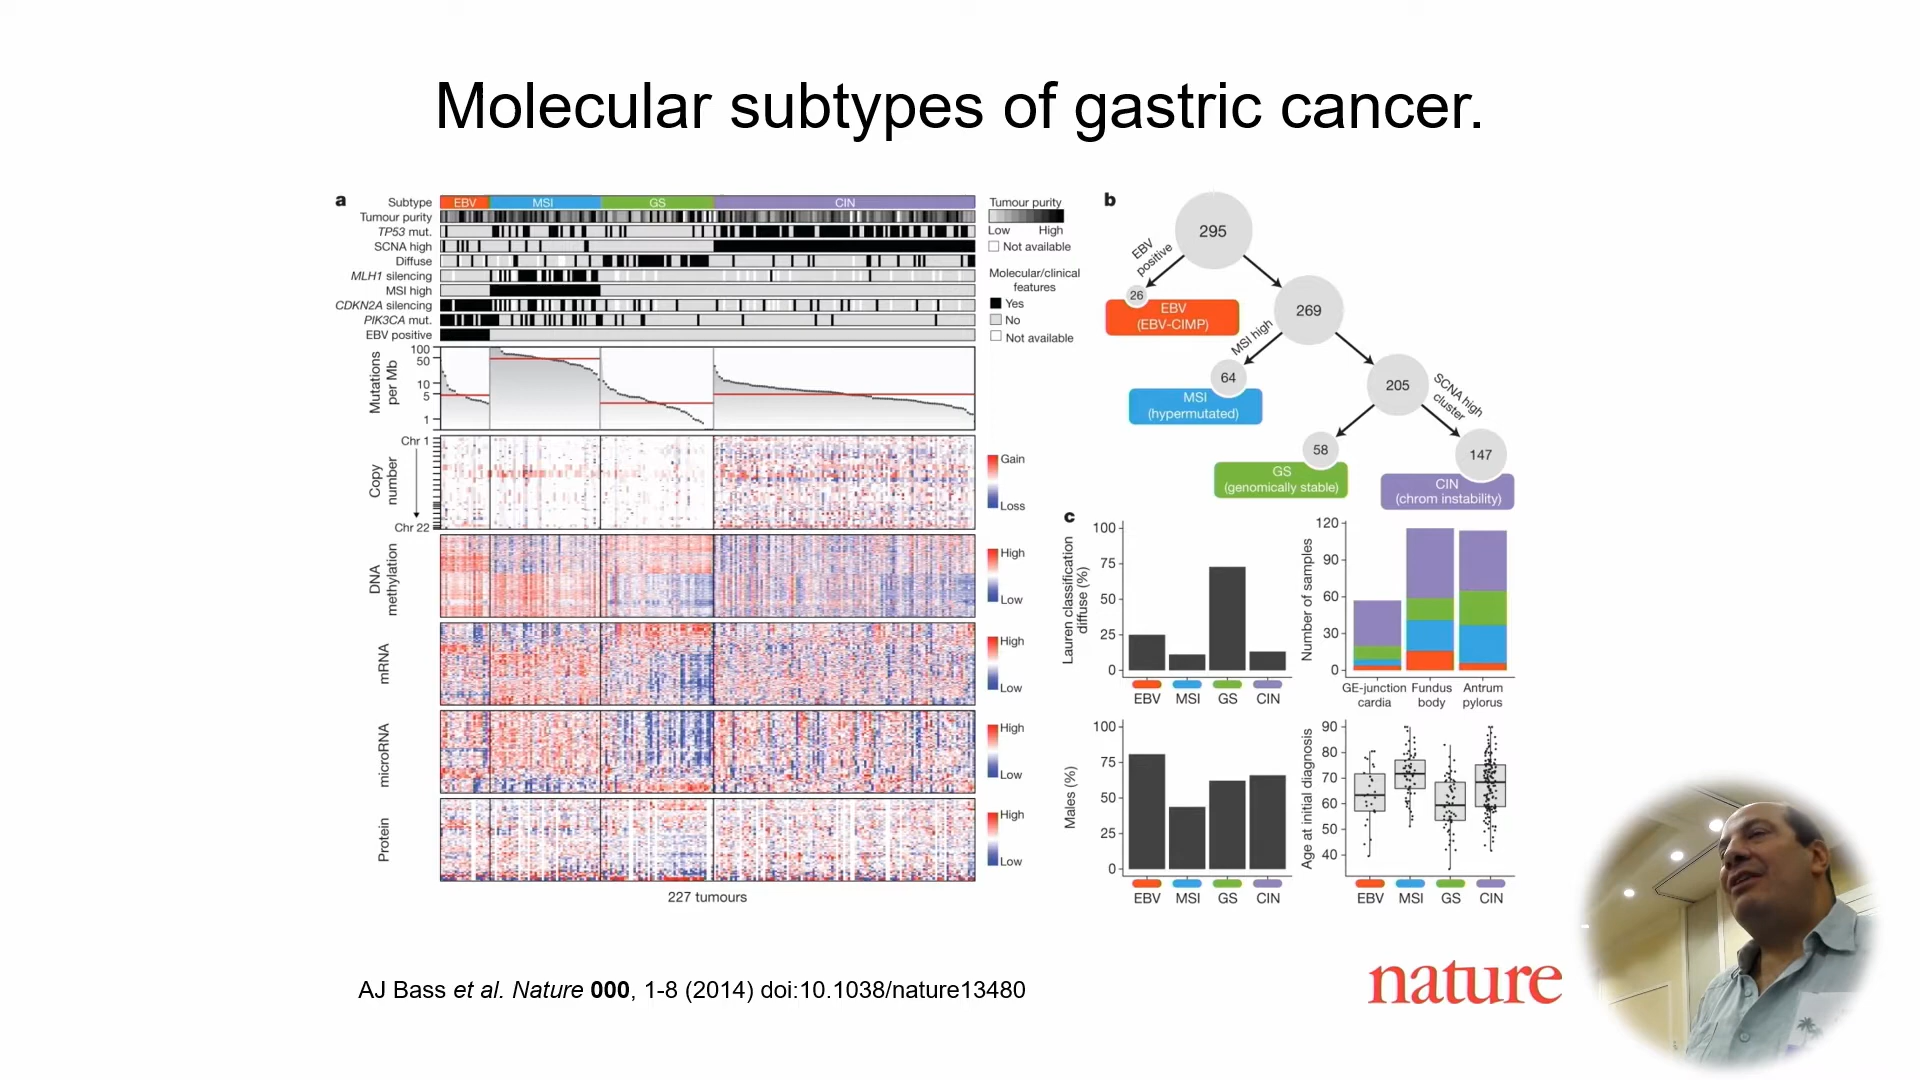 Molecular subtypes of gastric cancer.
a
Subtype
EBV
MSI
GS
CIN
Tumour purity
TP53 mut.
SCNA high
Diffuse
MLH1 silencing
MSI high
CDKN2A silencing
PIK3CA mut.
EBV positive
Tumour purity
Low High
Not available
Molecular/clinical
features
Yes
No
Not available
Mutations
per Mb
100
50
10
5
1
Copy
number
Chr 1
Chr 22
Gain
Loss
DNA
methylation
High
Low
mRNA
High
Low
microRNA
High
Low
Protein
High
Low
227 tumours
b
295
EBV
positive
26
EBV
(EBV-CIMP)
269
MSI high
64
MSI
(hypermutated)
205
SCNA high
cluster
58
GS
(genomically stable)
147
CIN
(chrom instability)
c
Lauren classification
diffuse (%)
100
75
50
25
0
EBV MSI GS CIN
Number of samples
120
90
60
30
0
GE-junction
cardia
Fundus
body
Antrum
pylorus
Males (%)
100
75
50
25
0
EBV MSI GS CIN
Age at initial diagnosis
90
80
70
60
50
40
EBV MSI GS CIN
AJ Bass et al. Nature 000, 1-8 (2014) doi:10.1038/nature13480
nature